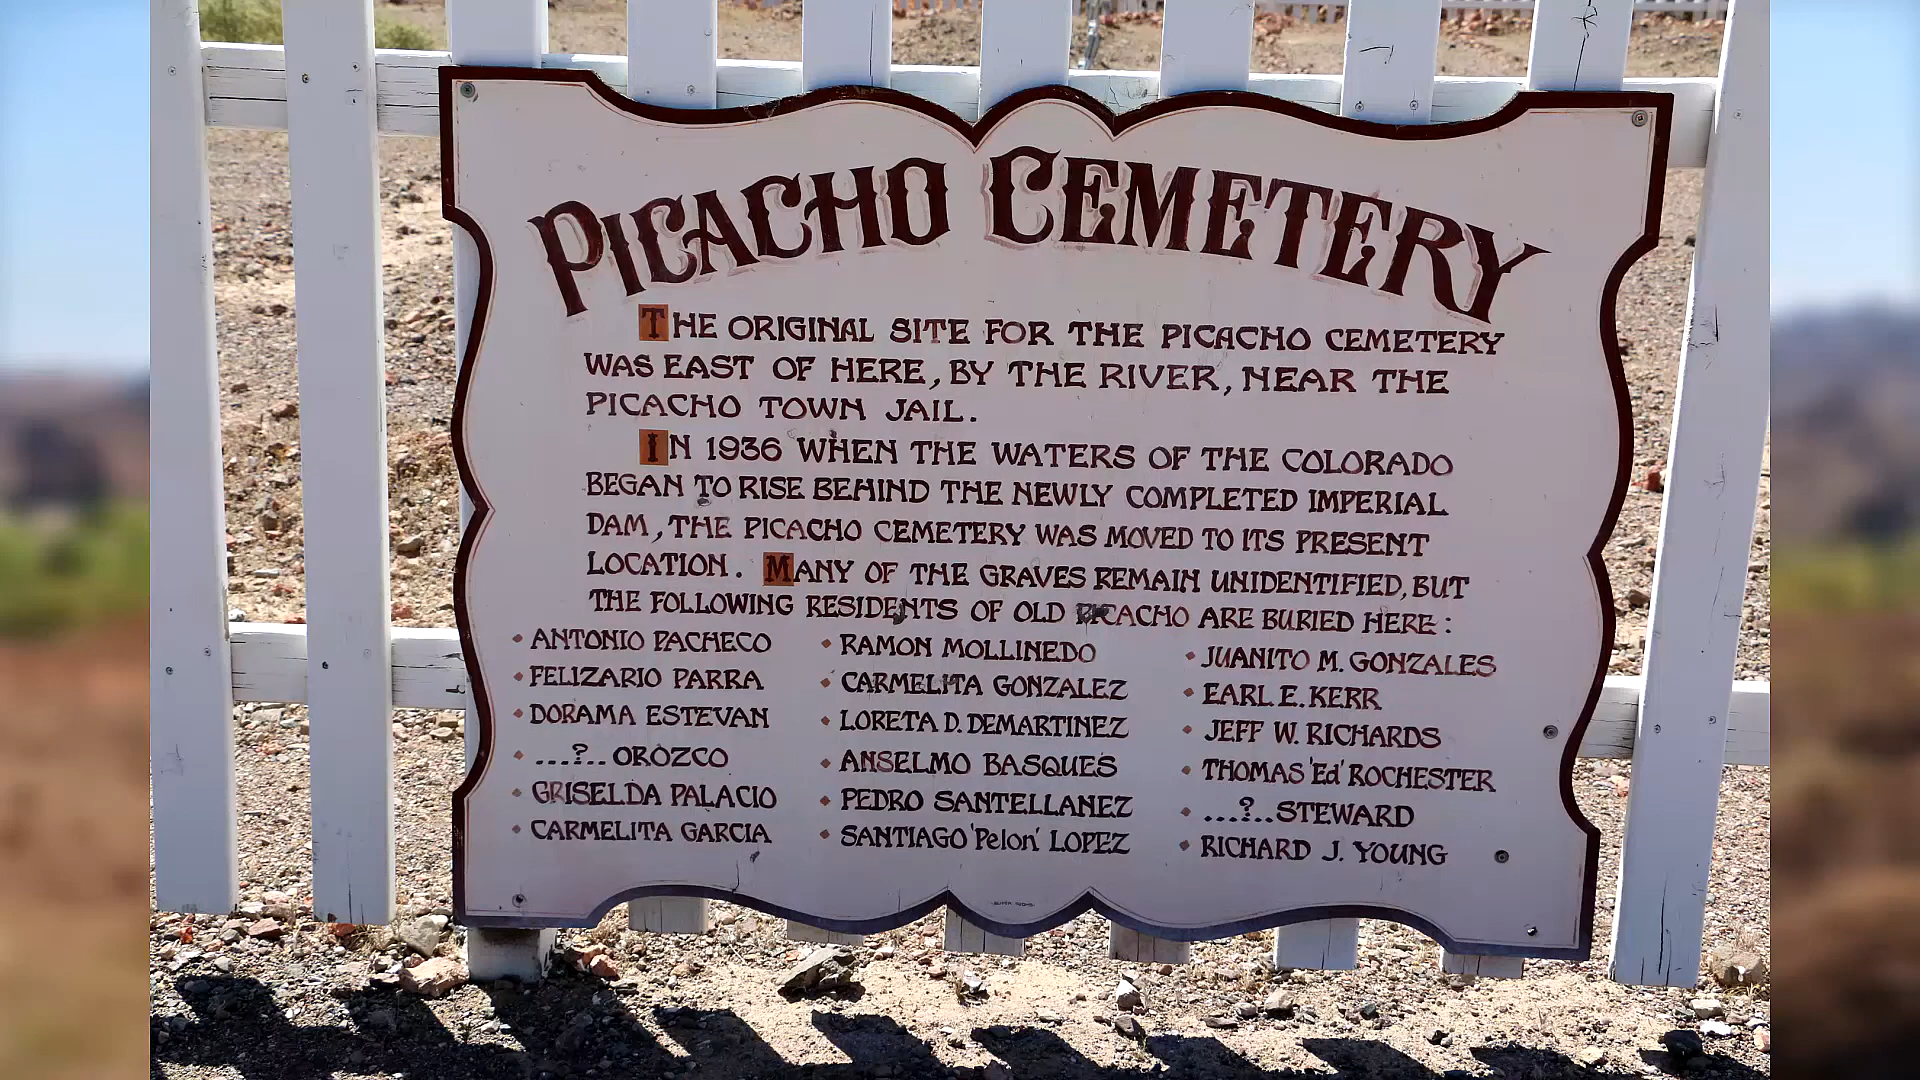 PICACHO CEMETERY
THE ORIGINAL SITE FOR THE PICACHO CEMETERY
WAS EAST OF HERE, BY THE RIVER, NEAR THE
PICACHO TOWN JAIL.
IN 1936 WHEN THE WATERS OF THE COLORADO
BEGAN TO RISE BEHIND THE NEWLY COMPLETED IMPERIAL
DAM, THE PICACHO CEMETERY WAS MOVED TO ITS PRESENT
LOCATION. MANY OF THE GRAVES REMAIN UNIDENTIFIED, BUT
THE FOLLOWING RESIDENTS OF OLD PICACHO ARE BURIED HERE:
• ANTONIO PACHECO
• FELIZARIO PARRA
• DORAMA ESTEVAN
• ...?.. OROZCO
• GRISELDA PALACIO
• CARMELITA GARCIA
• RAMON MOLLINEDO
• CARMELITA GONZALEZ
• LORETA D. DEMARTINEZ
• ANSELMO BASQUES
• PEDRO SANTELLANEZ
• SANTIAGO 'Pelon' LOPEZ
• JUANITO M. GONZALES
• EARL E. KERR
• JEFF W. RICHARDS
• THOMAS 'Ed' ROCHESTER
• ...?.. STEWARD
• RICHARD J. YOUNG